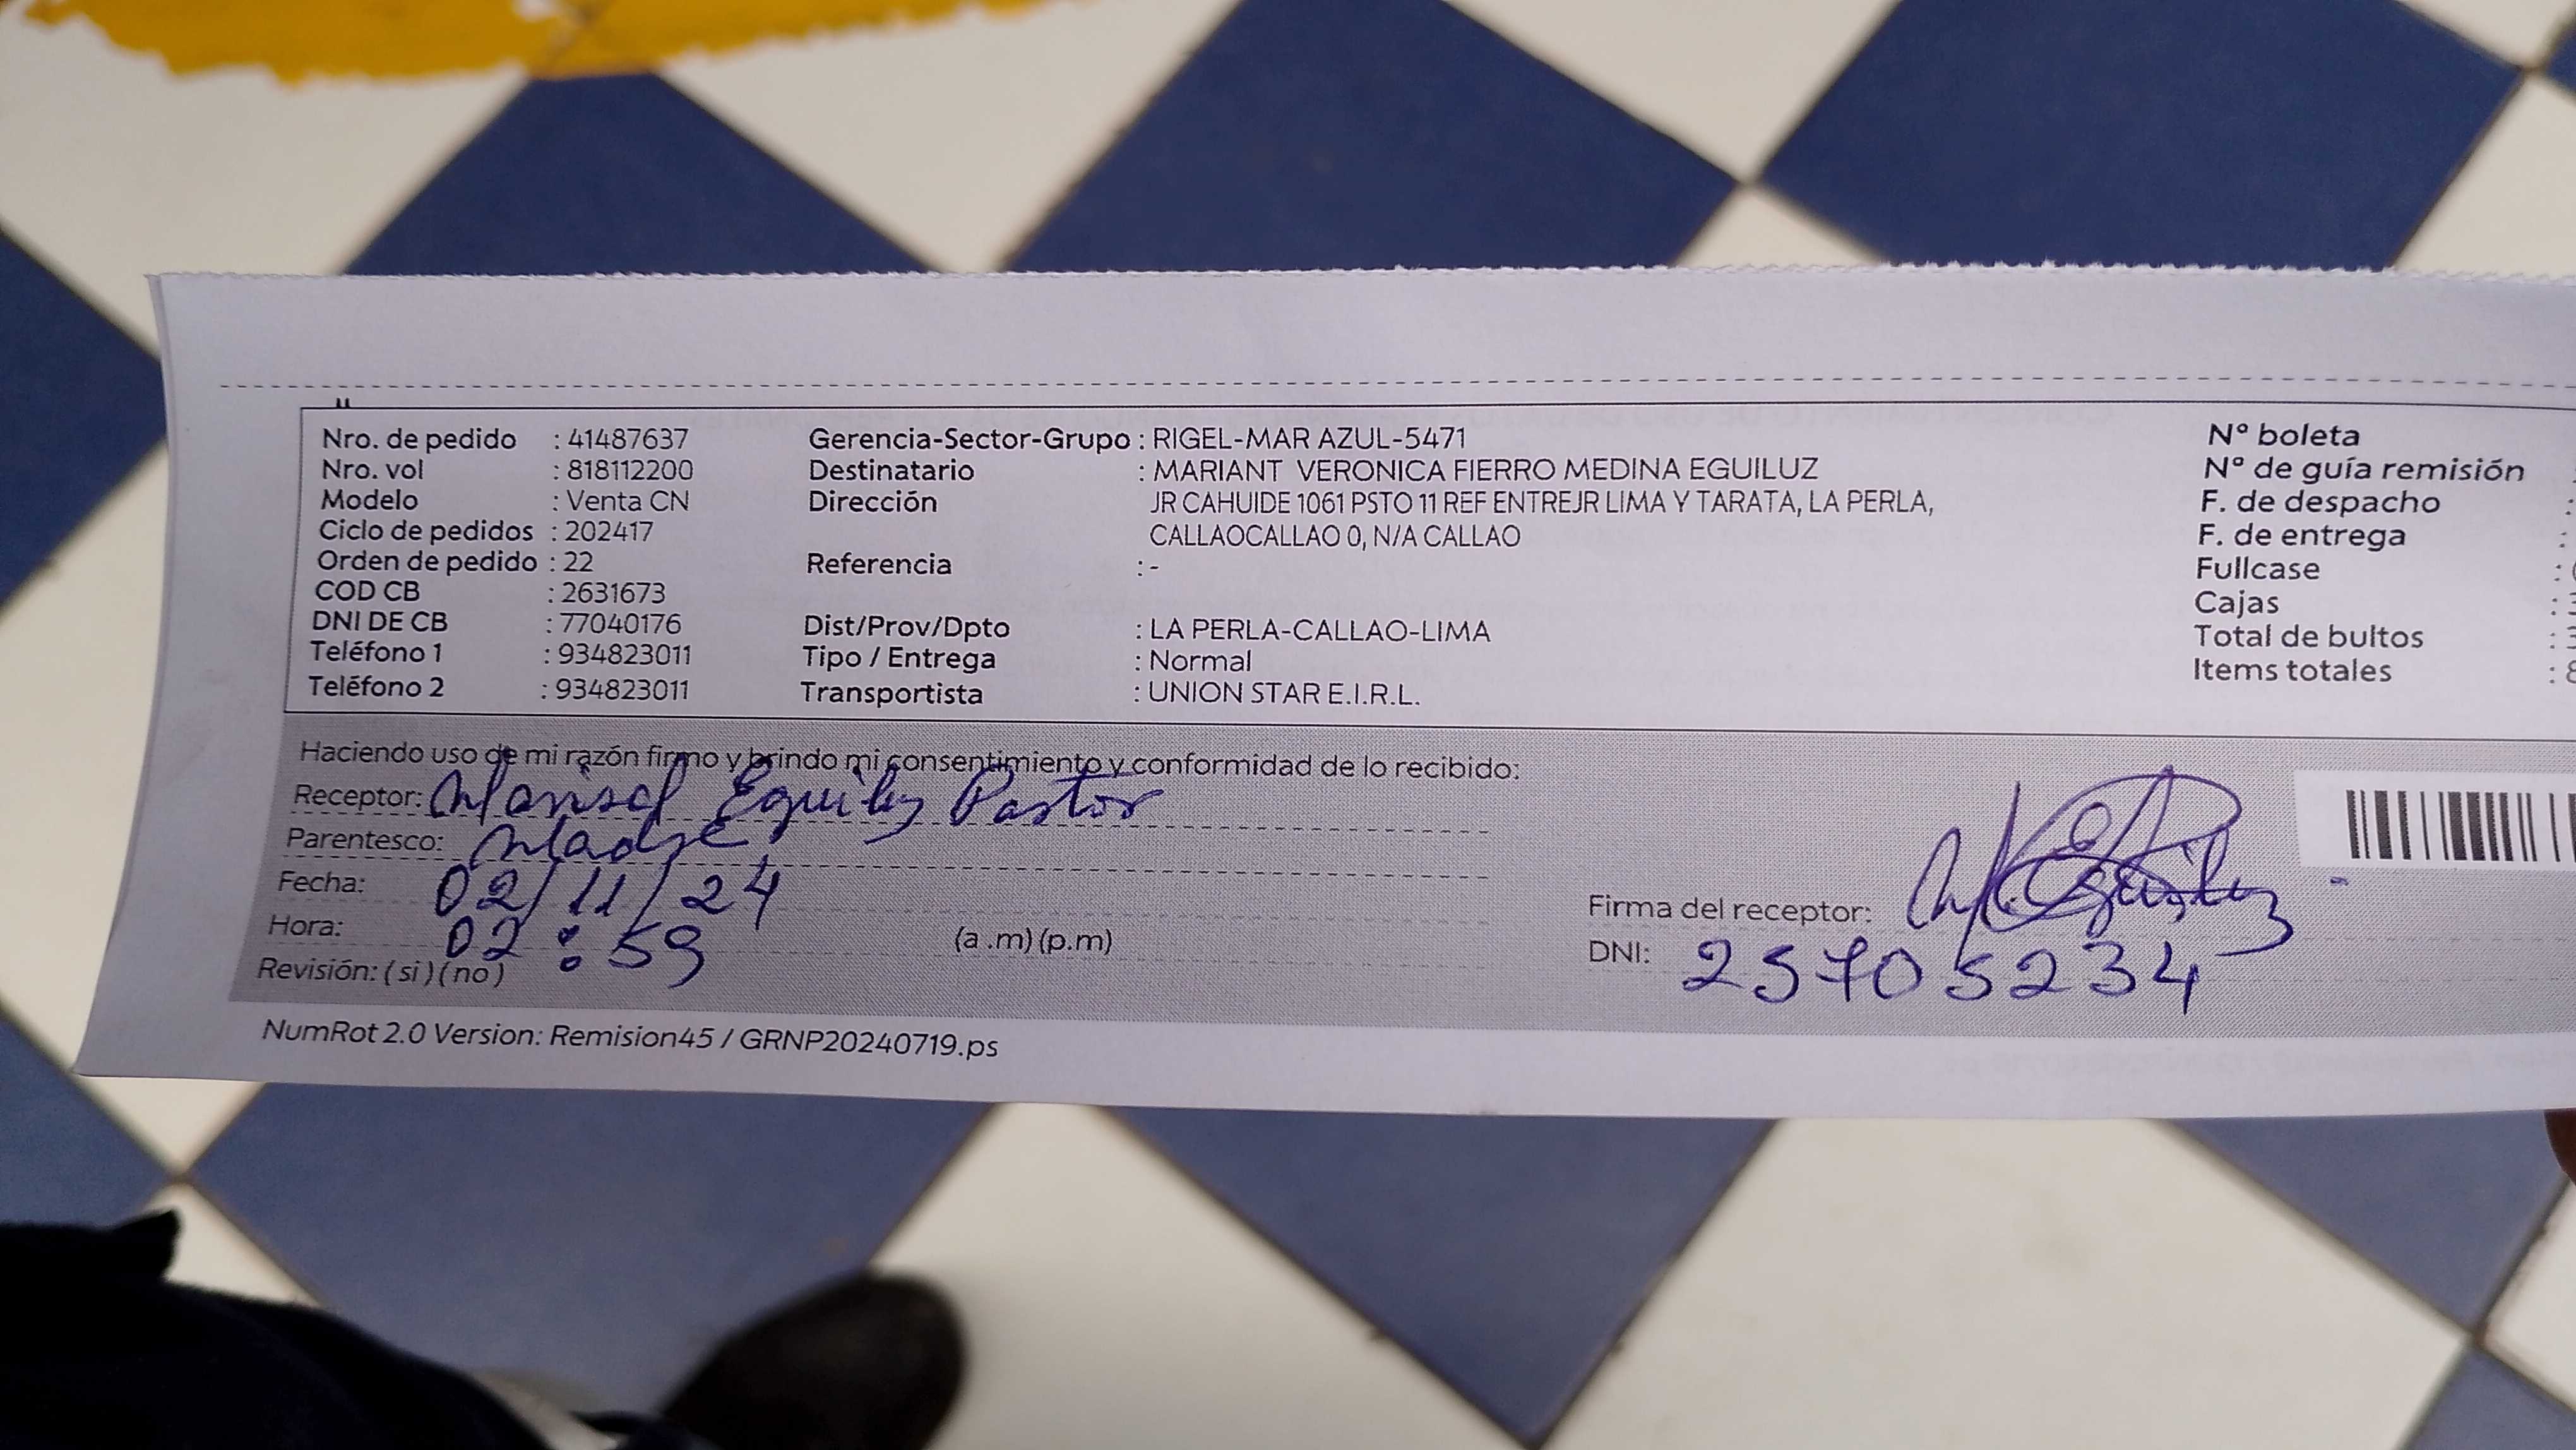 Nro. de pedido : 41487637 Gerencia-Sector-Grupo : RIGEL-MAR AZUL-5471 Nº boleta
Nro. vol : 818112200 Destinatario : MARIANT VERONICA FIERRO MEDINA EGUILUZ Nº de guía remisión
Modelo : Venta CN Dirección JR CAHUIDE 1061 PSTO 11 REF ENTREJR LIMA Y TARATA, LA PERLA, F. de despacho :
Ciclo de pedidos : 202417 CALLAOCALLAO 0, N/A CALLAO F. de entrega :
Orden de pedido : 22 Referencia :- Fullcase :
COD CB : 2631673 Cajas :
DNI DE CB : 77040176 Dist/Prov/Dpto : LA PERLA-CALLAO-LIMA Total de bultos :
Teléfono 1 : 934823011 Tipo / Entrega : Normal Items totales :
Teléfono 2 : 934823011 Transportista : UNION STAR E.I.R.L.
Haciendo uso de mi razón firmo y brindo mi consentimiento y conformidad de lo recibido:
Receptor: Marisol Eguiluz Pastor
Parentesco: Madre
Fecha: 02/11/24
Firma del receptor:
Hora: 02:59 (a .m) (p.m)
DNI: 25705234
Revisión: ( si ) ( no )
NumRot 2.0 Version: Remision45 / GRNP20240719.ps